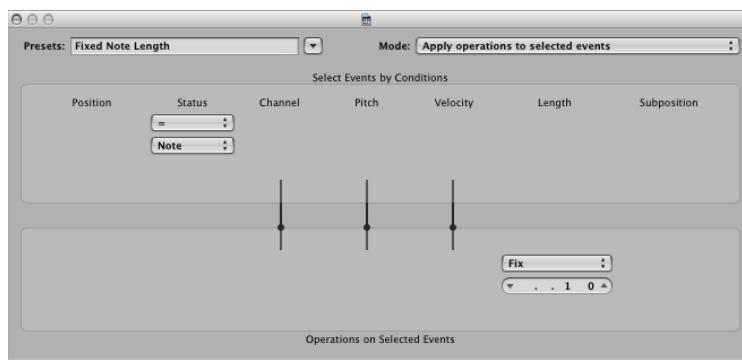 Presets: Fixed Note Length Mode: Apply operations to selected events
Select Events by Conditions
Position Status Channel Pitch Velocity Length Subposition
=
Note
Fix
. . 1 0
Operations on Selected Events